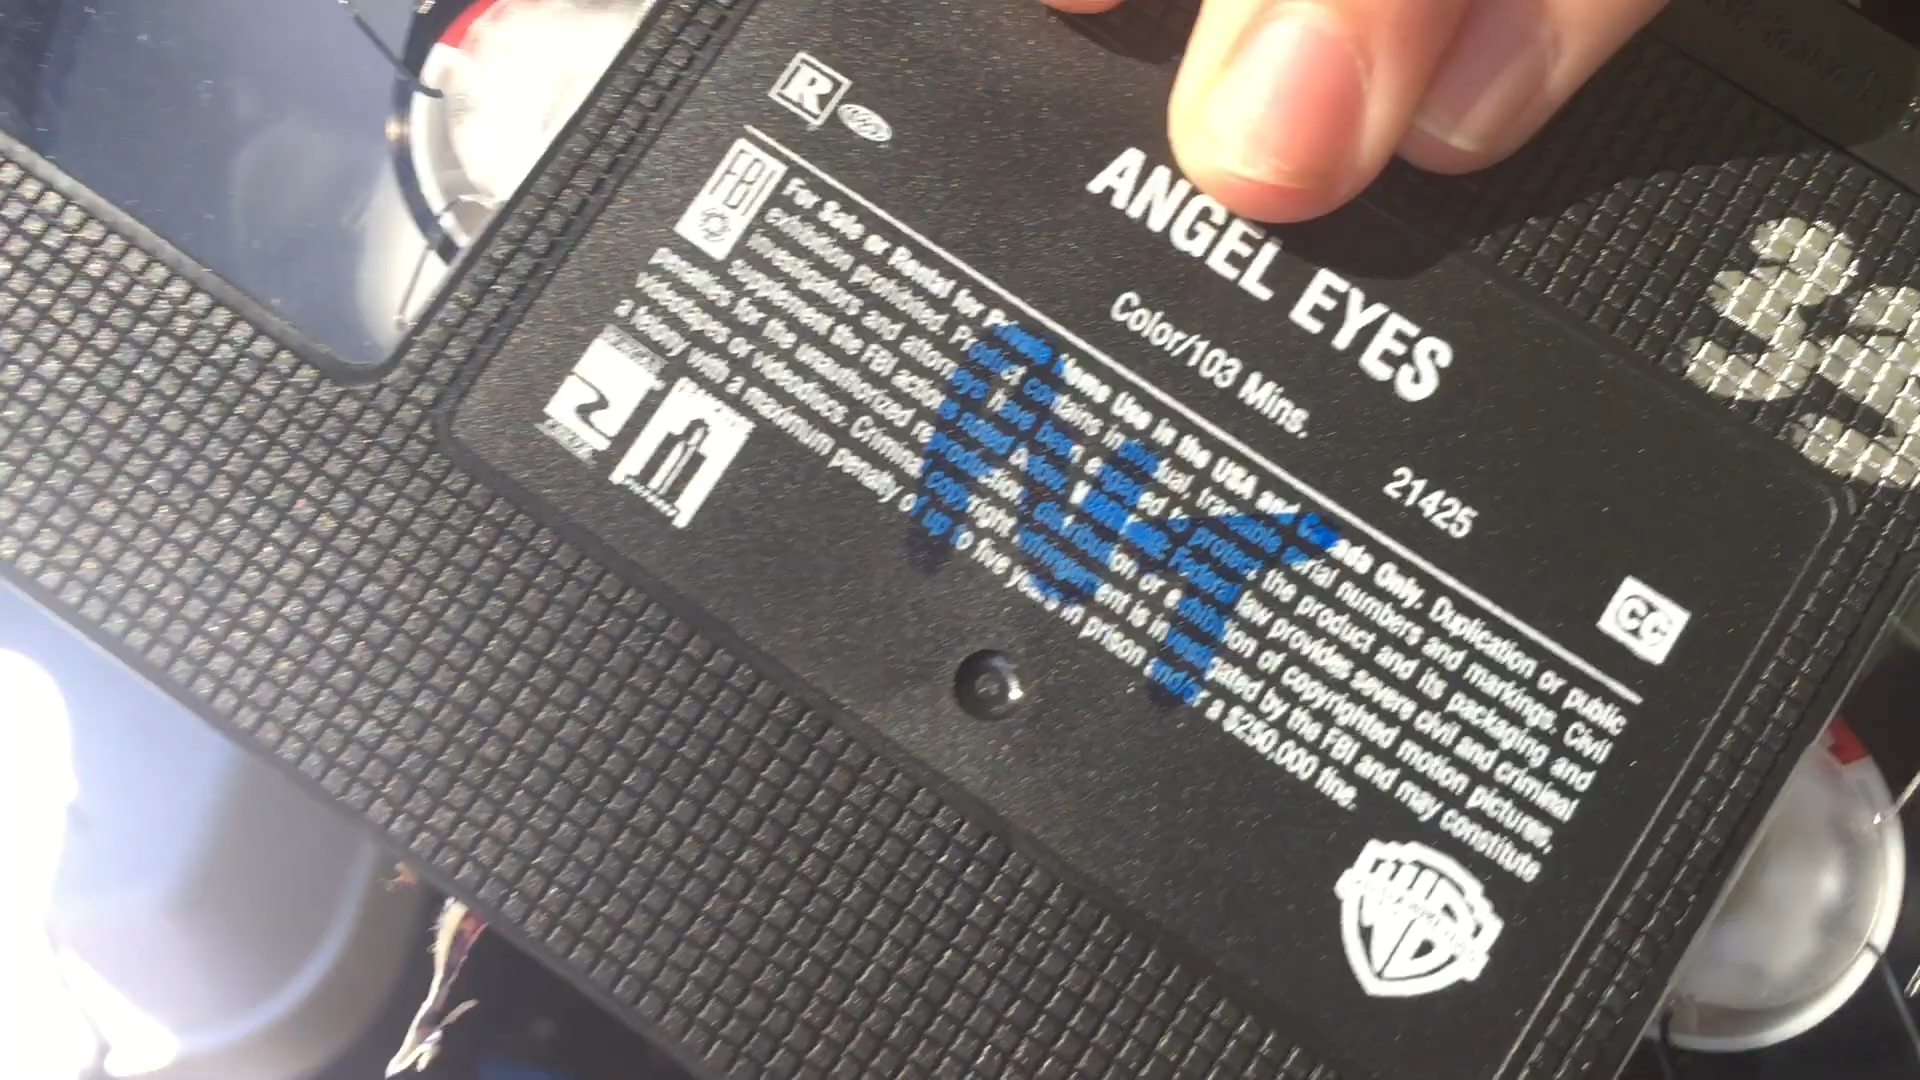 R
ANGEL EYES
Color/103 Mins.
21425
CC
For Sale or Rental for Private Home Use in the USA and Canada Only. Duplication or public
exhibition prohibited. Product contains individual, traceable serial numbers and markings. Civil
investigators and attorneys have been engaged to protect the product and its packaging and
supplement the FBI actions noted below. FBI WARNING: Federal law provides severe civil and criminal
penalties for the unauthorized reproduction, distribution or exhibition of copyrighted motion pictures,
videotapes or videodiscs. Criminal copyright infringement is investigated by the FBI and may constitute
a felony with a maximum penalty of up to five years in prison and/or a $250,000 fine.
WB